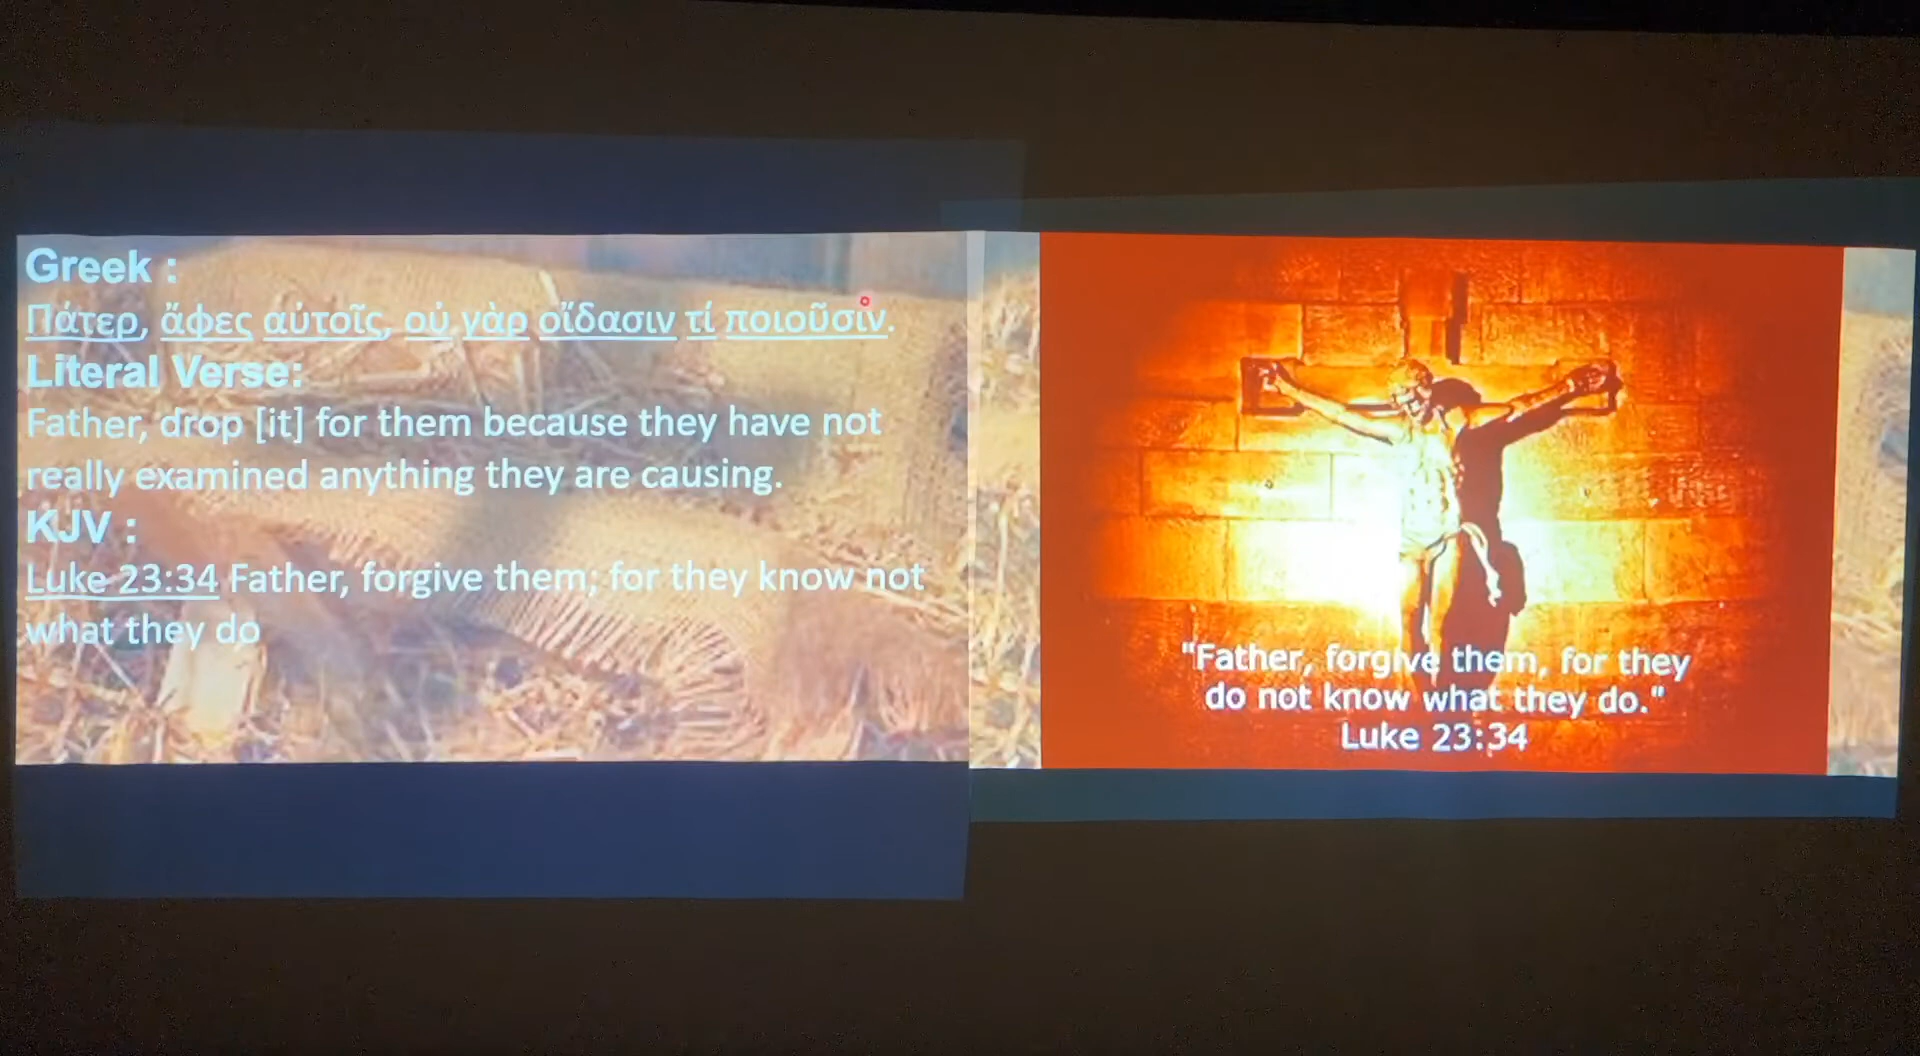 Greek :
Πάτερ, ἄφες αὐτοῖς, οὐ γὰρ οἴδασιν τί ποιοῦσιν.
Literal Verse:
Father, drop [it] for them because they have not
really examined anything they are causing.
KJV :
Luke 23:34 Father, forgive them; for they know not
what they do
"Father, forgive them, for they
do not know what they do."
Luke 23:34